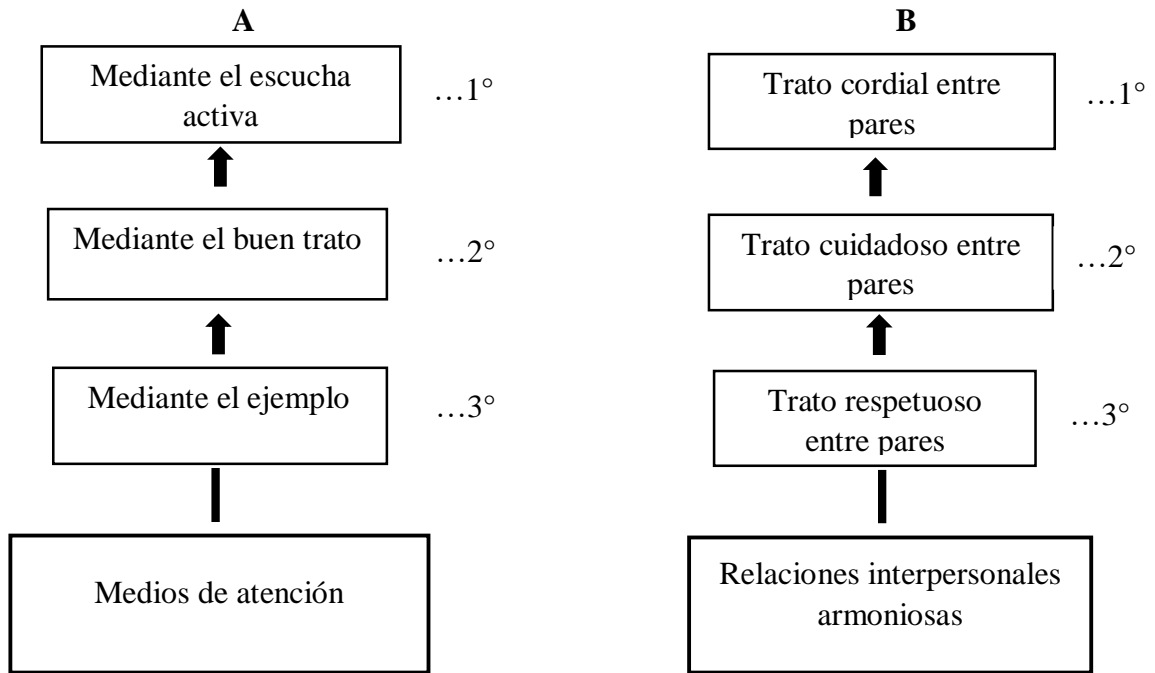 A
Mediante el escucha
activa
…1°
Mediante el buen trato
…2°
Mediante el ejemplo
…3°
Medios de atención
B
Trato cordial entre
pares
…1°
Trato cuidadoso entre
pares
…2°
Trato respetuoso
entre pares
…3°
Relaciones interpersonales
armoniosas